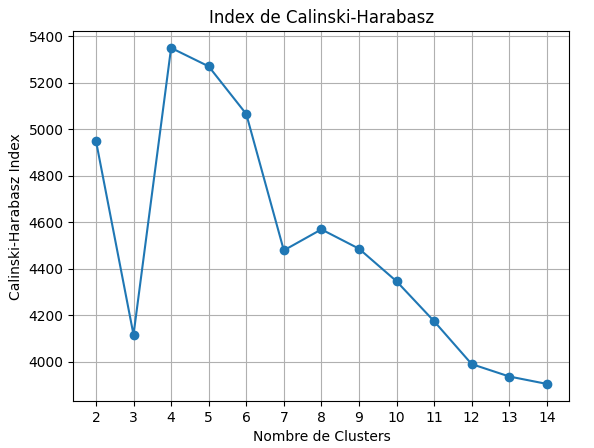 Index de Calinski-Harabasz
Calinski-Harabasz Index
5400
5200
5000
4800
4600
4400
4200
4000
2 3 4 5 6 7 8 9 10 11 12 13 14
Nombre de Clusters